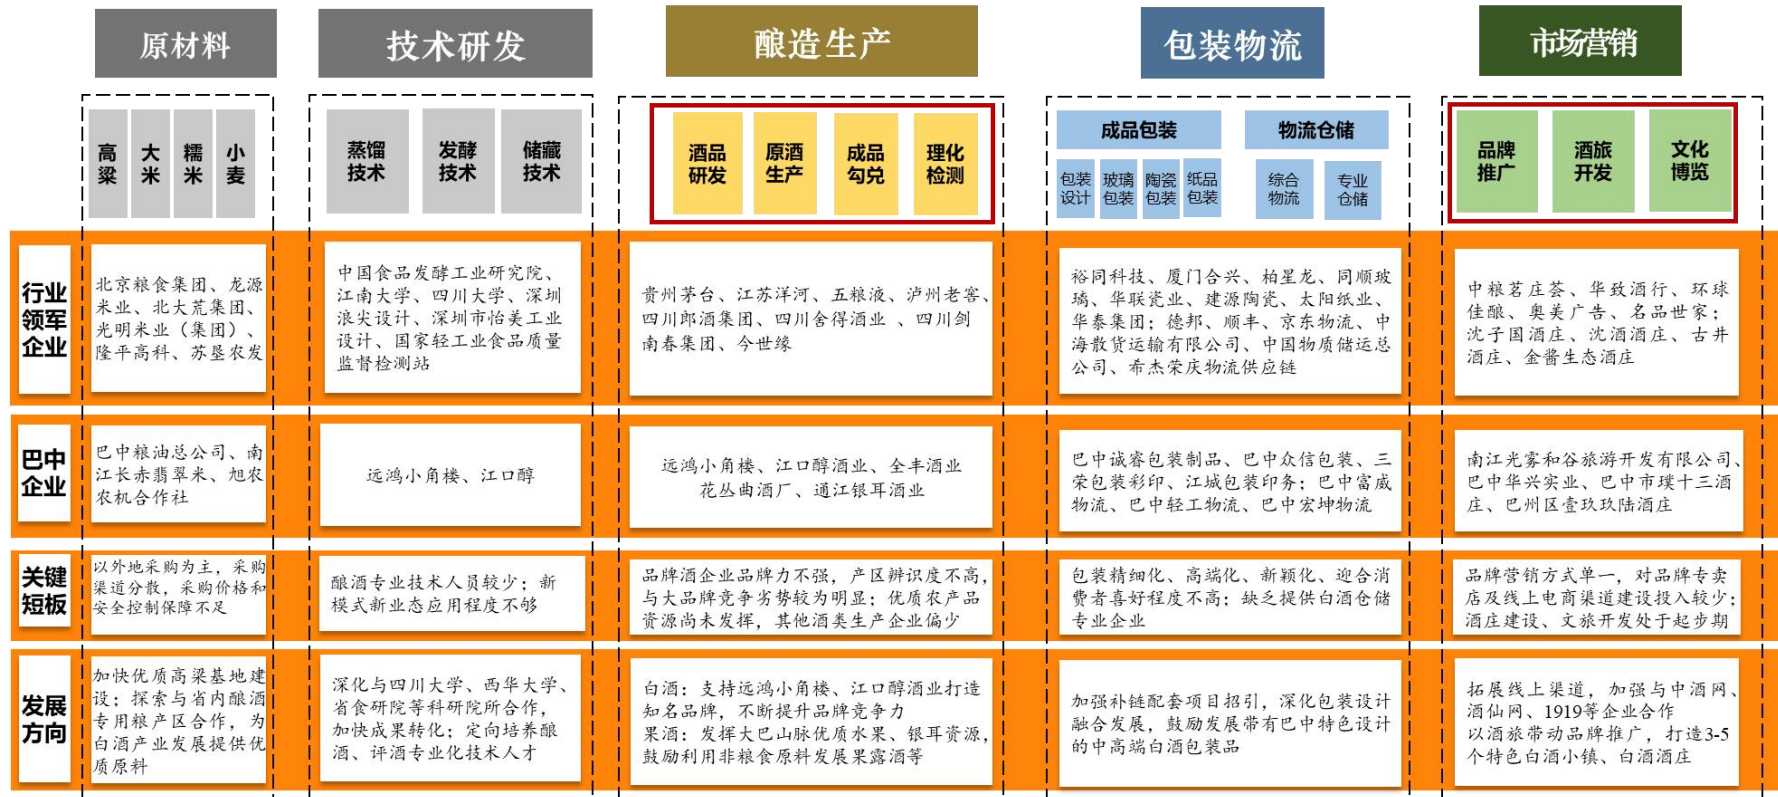 原材料
技术研发
酿造生产
包装物流
市场营销
高粱
大米
糯米
小麦
蒸馏
技术
发酵
技术
储藏
技术
酒品
研发
原酒
生产
成品
勾兑
理化
检测
成品包装
包装
设计
玻璃
包装
陶瓷
包装
纸品
包装
物流仓储
综合
物流
专业
仓储
品牌
推广
酒旅
开发
文化
博览
行业
领军
企业
北京粮食集团、龙源
米业、北大荒集团、
光明米业（集团）、
隆平高科、苏垦农发
中国食品发酵工业研究院、
江南大学、四川大学、深圳
浪尖设计、深圳市怡美工业
设计、国家轻工业食品质量
监督检测站
贵州茅台、江苏洋河、五粮液、泸州老窖、
四川郎酒集团、四川舍得酒业 、四川剑
南春集团、今世缘
裕同科技、厦门合兴、柏星龙、同顺玻
璃、华联瓷业、建源陶瓷、太阳纸业、
华泰集团；德邦、顺丰、京东物流、中
海散货运输有限公司、中国物质储运总
公司、希杰荣庆物流供应链
中粮茗庄荟、华致酒行、环球
佳酿、奥美广告、名品世家；
沈子国酒庄、沈酒酒庄、古井
酒庄、金酱生态酒庄
巴中
企业
巴中粮油总公司、南
江长赤翡翠米、旭农
农机合作社
远鸿小角楼、江口醇
远鸿小角楼、江口醇酒业、全丰酒业
花丛曲酒厂、通江银耳酒业
巴中诚睿包装制品、巴中众信包装、三
荣包装彩印、江城包装印务；巴中富威
物流、巴中轻工物流、巴中宏坤物流
南江光雾和谷旅游开发有限公司、
巴中华兴实业、巴中市璞十三酒
庄、巴州区壹玖玖陆酒庄
关键
短板
以外地采购为主，采购
渠道分散，采购价格和
安全控制保障不足
酿酒专业技术人员较少；新
模式新业态应用程度不够
品牌酒企业品牌力不强，产区辨识度不高，
与大品牌竞争劣势较为明显；优质农产品
资源尚未发挥，其他酒类生产企业偏少
包装精细化、高端化、新颖化、迎合消
费者喜好程度不高；缺乏提供白酒仓储
专业企业
品牌营销方式单一，对品牌专卖
店及线上电商渠道建设投入较少；
酒庄建设、文旅开发处于起步期
发展
方向
加快优质高粱基地建
设；探索与省内酿酒
专用粮产区合作，为
白酒产业发展提供优
质原料
深化与四川大学、西华大学、
省食研院等科研院所合作，
加快成果转化；定向培养酿
酒、评酒专业化技术人才
白酒：支持远鸿小角楼、江口醇酒业打造
知名品牌，不断提升品牌竞争力
果酒：发挥大巴山脉优质水果、银耳资源，
鼓励利用非粮食原料发展果露酒等
加强补链配套项目招引，深化包装设计
融合发展，鼓励发展带有巴中特色设计
的中高端白酒包装品
拓展线上渠道，加强与中酒网、
酒仙网、1919等企业合作
以酒旅带动品牌推广，打造3-5
个特色白酒小镇、白酒酒庄